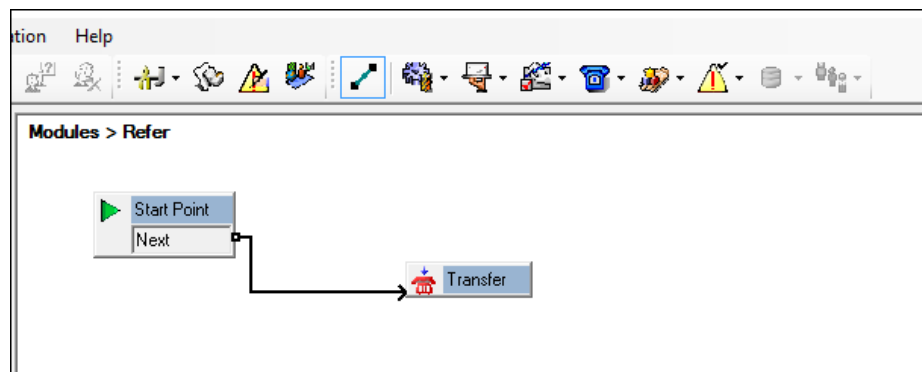 tion Help
Modules > Refer
Start Point
Next
Transfer